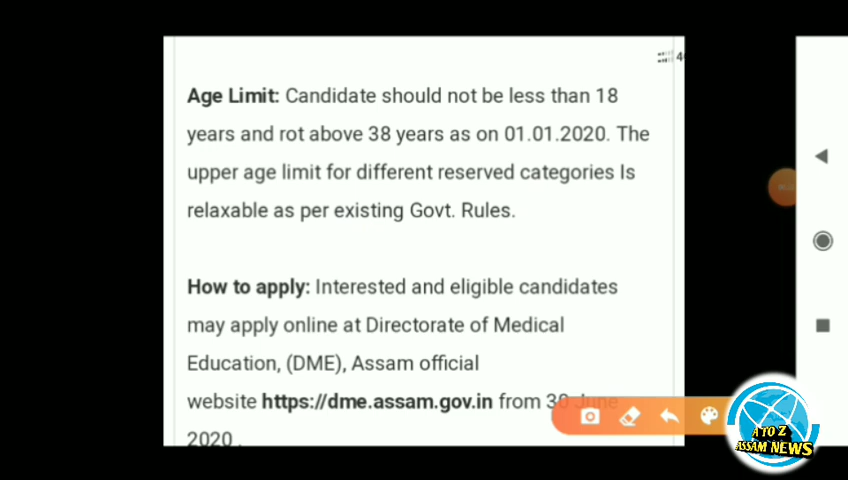 4
Age Limit: Candidate should not be less than 18
years and rot above 38 years as on 01.01.2020. The
upper age limit for different reserved categories Is
relaxable as per existing Govt. Rules.
How to apply: Interested and eligible candidates
may apply online at Directorate of Medical
Education, (DME), Assam official
website https://dme.assam.gov.in from 30 June
2020 .
A TO Z
ASSAM NEWS